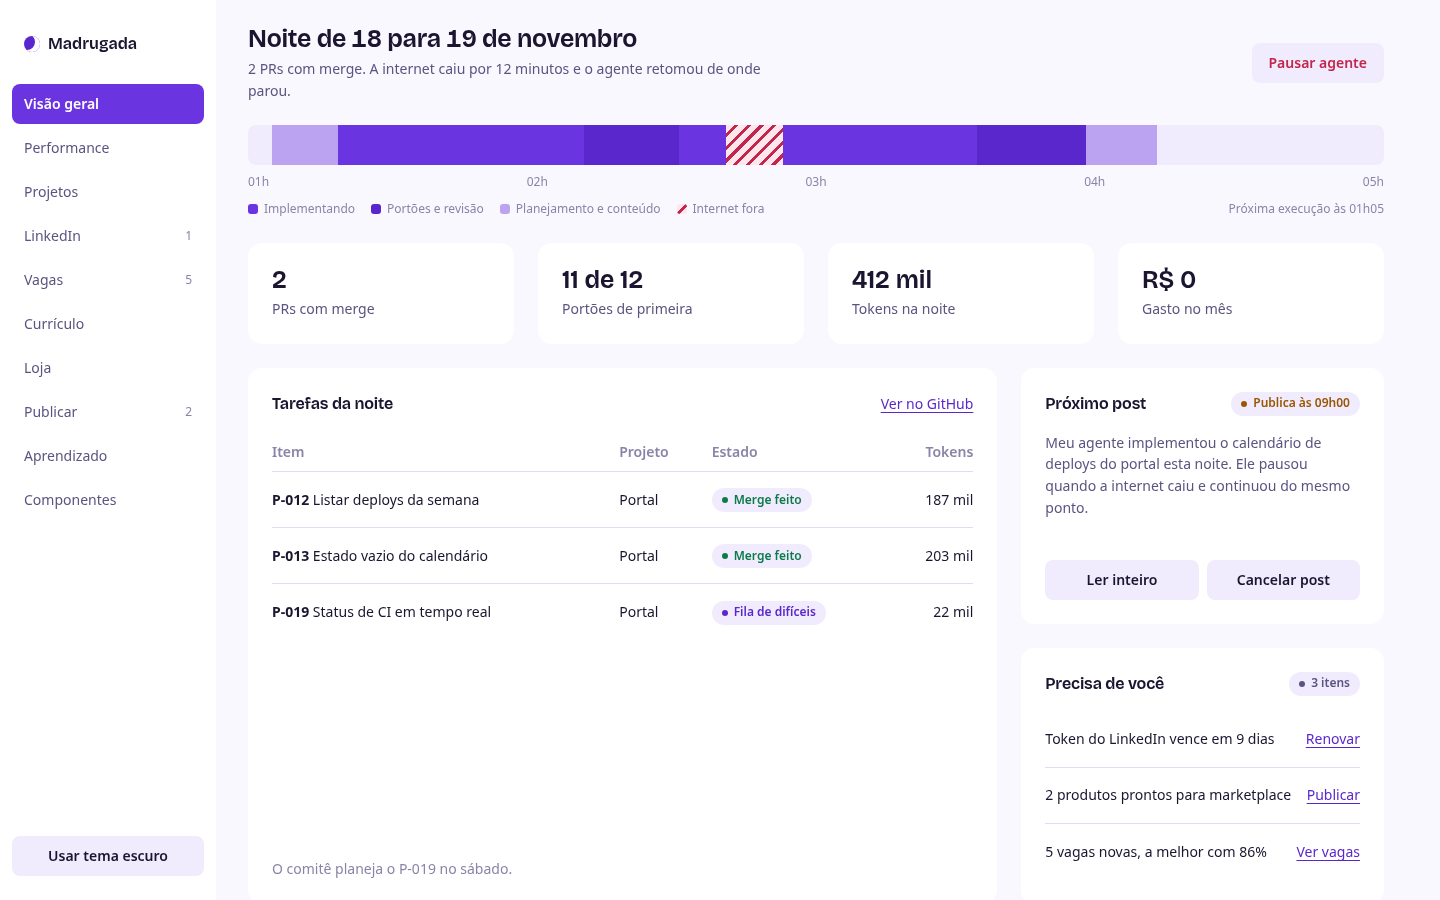 Madrugada
Visão geral
Performance
Projetos
LinkedIn 1
Vagas 5
Currículo
Loja
Publicar 2
Aprendizado
Componentes
Usar tema escuro
Noite de 18 para 19 de novembro
2 PRs com merge. A internet caiu por 12 minutos e o agente retomou de onde
parou.
Pausar agente
01h 02h 03h 04h 05h
Implementando Portões e revisão Planejamento e conteúdo Internet fora Próxima execução às 01h05
2
PRs com merge
11 de 12
Portões de primeira
412 mil
Tokens na noite
R$ 0
Gasto no mês
Tarefas da noite Ver no GitHub
Item Projeto Estado Tokens
P-012 Listar deploys da semana Portal Merge feito 187 mil
P-013 Estado vazio do calendário Portal Merge feito 203 mil
P-019 Status de CI em tempo real Portal Fila de difíceis 22 mil
O comitê planeja o P-019 no sábado.
Próximo post Publica às 09h00
Meu agente implementou o calendário de
deploys do portal esta noite. Ele pausou
quando a internet caiu e continuou do mesmo
ponto.
Ler inteiro Cancelar post
Precisa de você 3 itens
Token do LinkedIn vence em 9 dias Renovar
2 produtos prontos para marketplace Publicar
5 vagas novas, a melhor com 86% Ver vagas